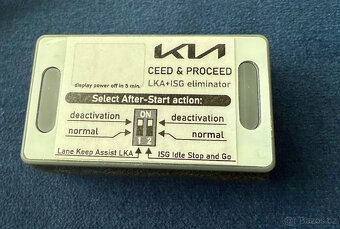 KIA
CEED & PROCEED
LKA+ISG eliminator
display power off in 5 min.
Select After-Start action:
ON
deactivation deactivation
normal normal
1 2
Lane Keep Assist LKA ISG Idle Stop and Go